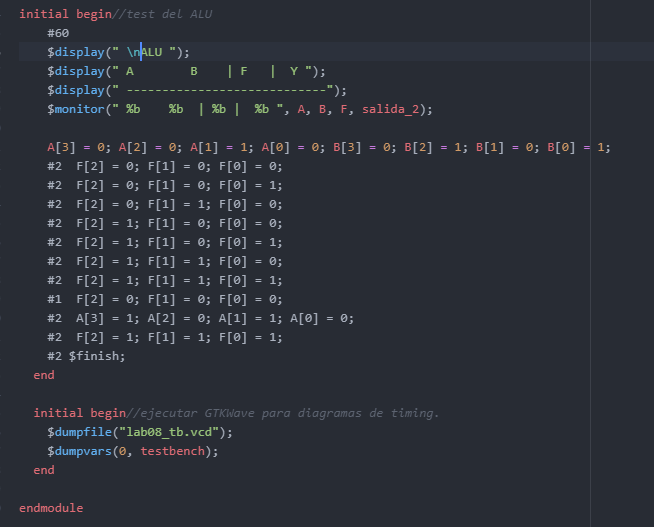 initial begin//test del ALU
#60
$display(" \nALU ");
$display(" A        B    | F   |  Y ");
$display(" ----------------------------");
$monitor(" %b    %b  | %b |  %b ", A, B, F, salida_2);
A[3] = 0; A[2] = 0; A[1] = 1; A[0] = 0; B[3] = 0; B[2] = 1; B[1] = 0; B[0] = 1;
#2  F[2] = 0; F[1] = 0; F[0] = 0;
#2  F[2] = 0; F[1] = 0; F[0] = 1;
#2  F[2] = 0; F[1] = 1; F[0] = 0;
#2  F[2] = 1; F[1] = 0; F[0] = 0;
#2  F[2] = 1; F[1] = 0; F[0] = 1;
#2  F[2] = 1; F[1] = 1; F[0] = 0;
#2  F[2] = 1; F[1] = 1; F[0] = 1;
#1  F[2] = 0; F[1] = 0; F[0] = 0;
#2  A[3] = 1; A[2] = 0; A[1] = 1; A[0] = 0;
#2  F[2] = 1; F[1] = 1; F[0] = 1;
#2 $finish;
end
initial begin//ejecutar GTKWave para diagramas de timing.
$dumpfile("lab08_tb.vcd");
$dumpvars(0, testbench);
end
endmodule